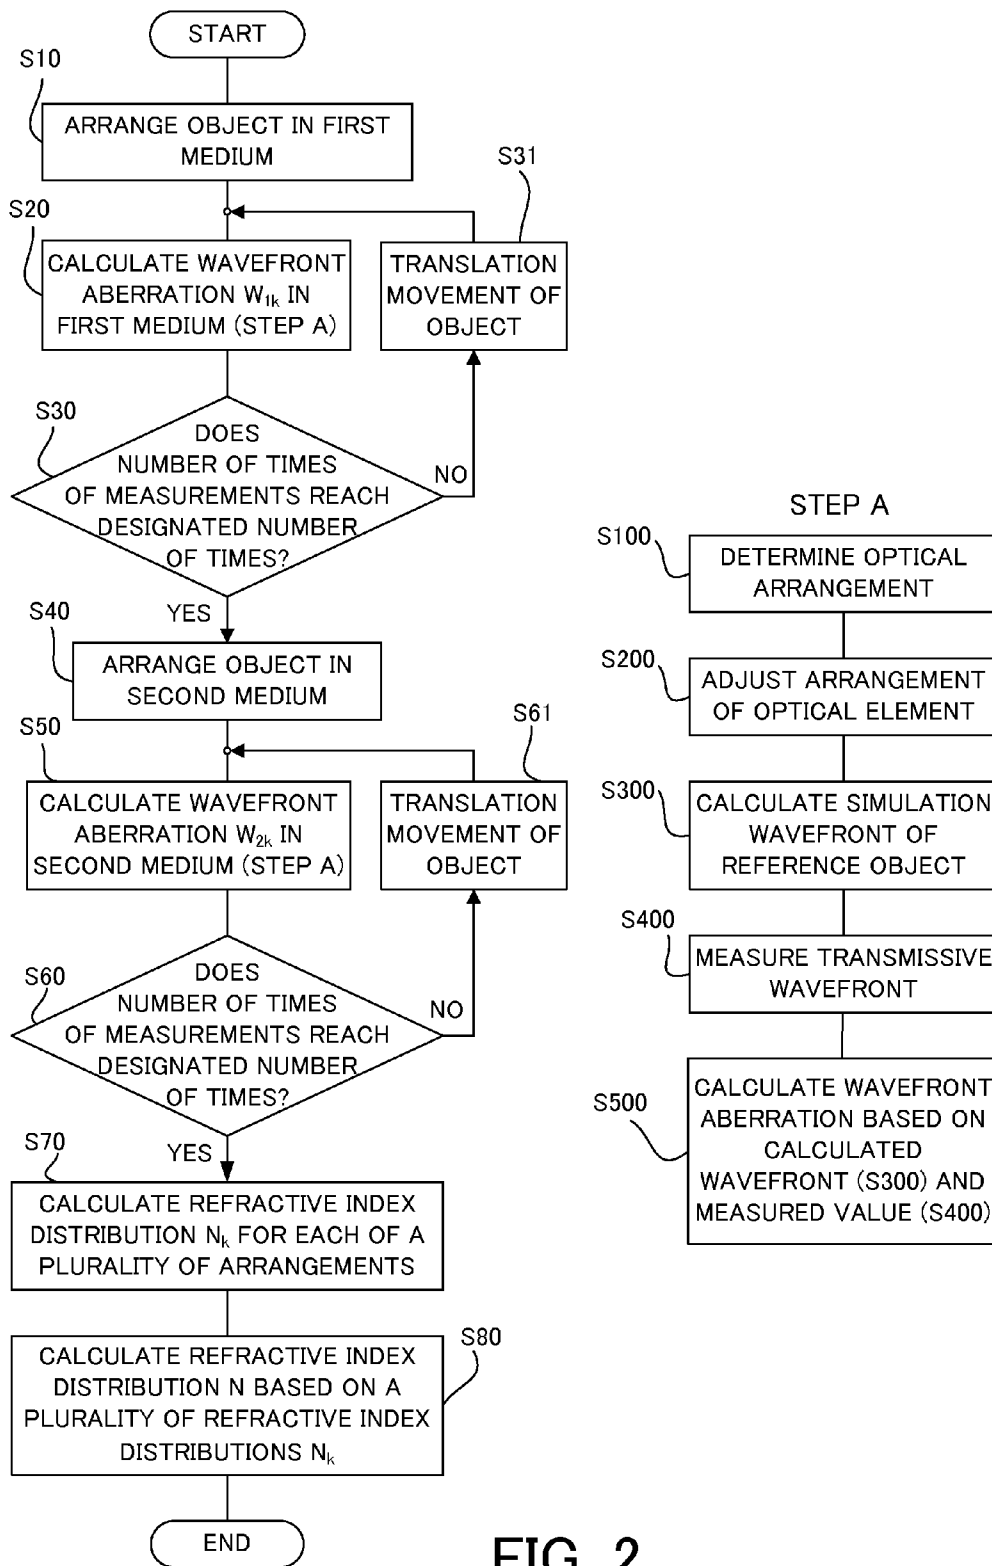 START
S10
ARRANGE OBJECT IN FIRST
MEDIUM
S20
CALCULATE WAVEFRONT
ABERRATION W1k IN
FIRST MEDIUM (STEP A)
S31
TRANSLATION
MOVEMENT OF
OBJECT
S30
DOES
NUMBER OF TIMES
OF MEASUREMENTS REACH
DESIGNATED NUMBER
OF TIMES?
NO
YES
S40
ARRANGE OBJECT IN
SECOND MEDIUM
S50
CALCULATE WAVEFRONT
ABERRATION W2k IN
SECOND MEDIUM (STEP A)
S61
TRANSLATION
MOVEMENT OF
OBJECT
S60
DOES
NUMBER OF TIMES
OF MEASUREMENTS REACH
DESIGNATED NUMBER
OF TIMES?
NO
YES
S70
CALCULATE REFRACTIVE INDEX
DISTRIBUTION Nk FOR EACH OF A
PLURALITY OF ARRANGEMENTS
S80
CALCULATE REFRACTIVE INDEX
DISTRIBUTION N BASED ON A
PLURALITY OF REFRACTIVE INDEX
DISTRIBUTIONS Nk
END
STEP A
S100
DETERMINE OPTICAL
ARRANGEMENT
S200
ADJUST ARRANGEMENT
OF OPTICAL ELEMENT
S300
CALCULATE SIMULATION
WAVEFRONT OF
REFERENCE OBJECT
S400
MEASURE TRANSMISSIVE
WAVEFRONT
S500
CALCULATE WAVEFRONT
ABERRATION BASED ON
CALCULATED
WAVEFRONT (S300) AND
MEASURED VALUE (S400)
FIG. 2